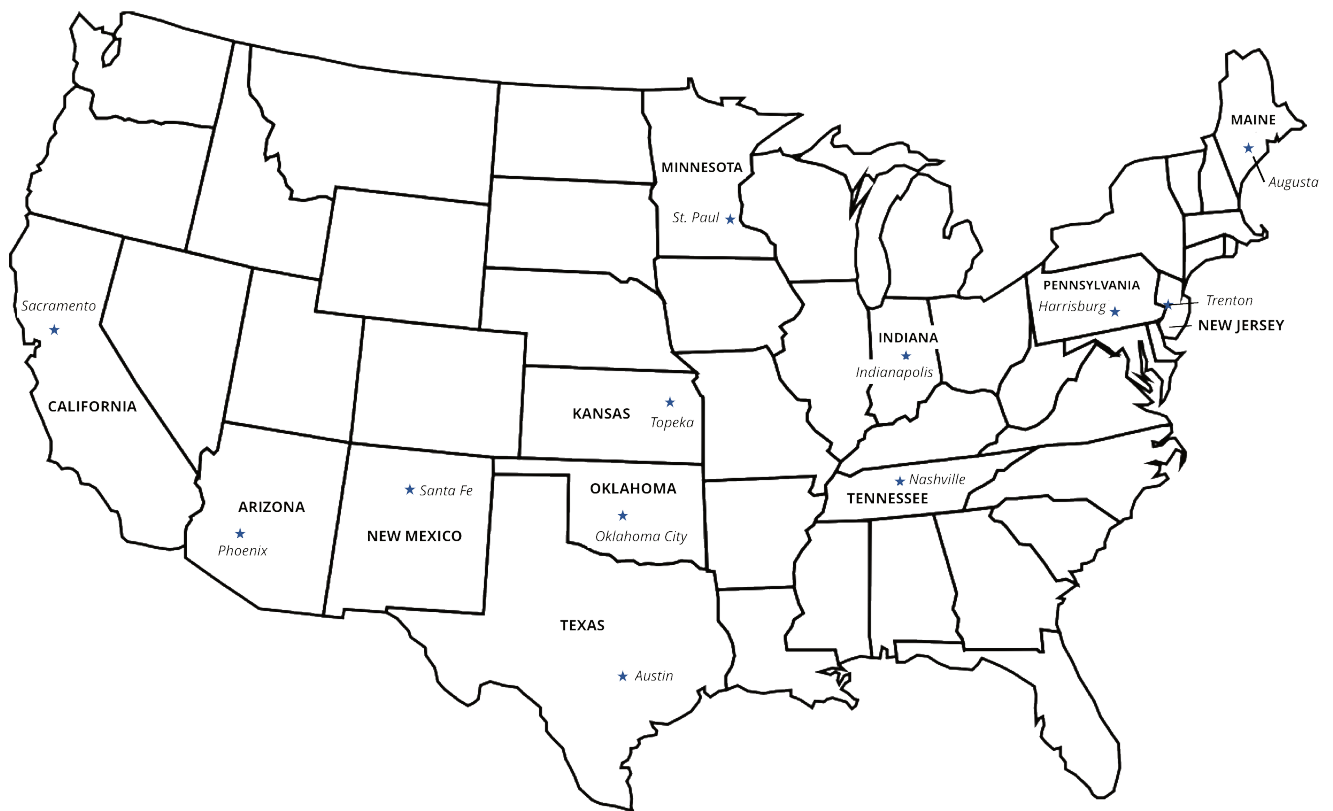 MAINE
Augusta
MINNESOTA
St. Paul
PENNSYLVANIA
Harrisburg
Trenton
NEW JERSEY
Sacramento
CALIFORNIA
INDIANA
Indianapolis
KANSAS
Topeka
Nashville
TENNESSEE
OKLAHOMA
Oklahoma City
Santa Fe
NEW MEXICO
ARIZONA
Phoenix
TEXAS
Austin